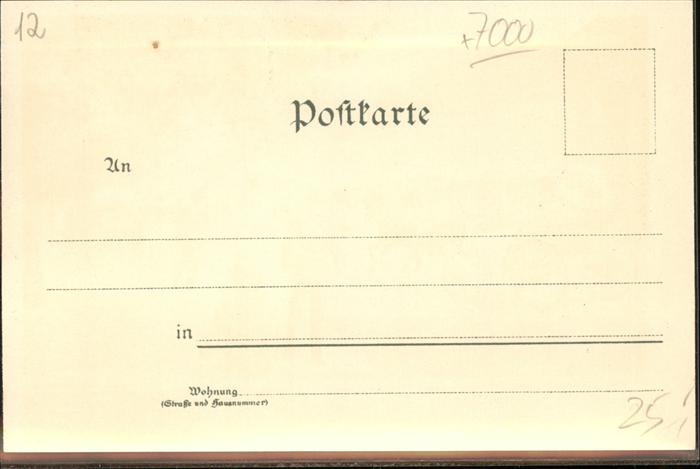 12
+7000
Postkarte
An
in
Wohnung
(Straße und Hausnummer)
25